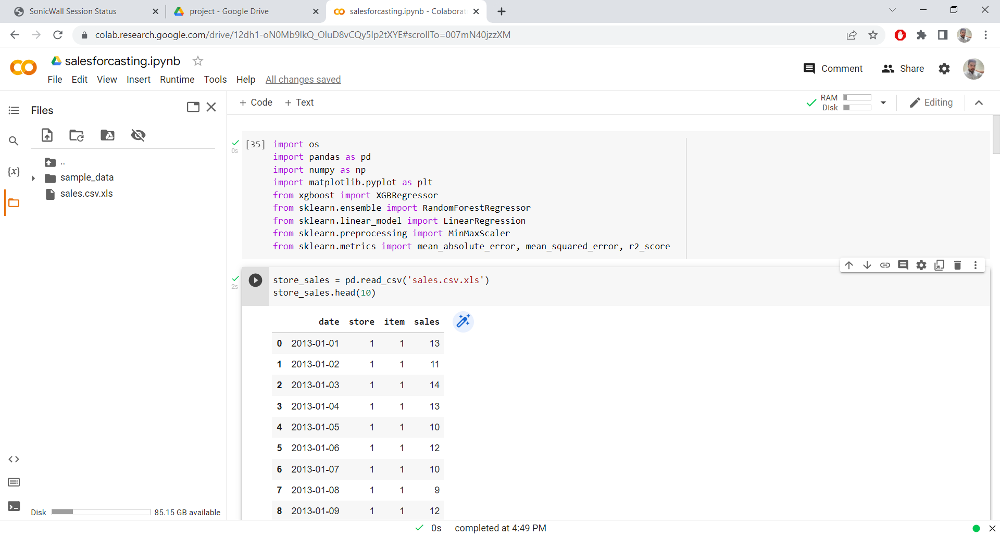 SonicWall Session Status
project - Google Drive
salesforcasting.ipynb - Colaborat
colab.research.google.com/drive/12dh1-oN0Mb9lkQ_OluD8vCQy5lp2tXYE#scrollTo=007mN40jzzXM
salesforcasting.ipynb
Comment
Share
File Edit View Insert Runtime Tools Help All changes saved
Files
+ Code + Text
RAM
Disk
Editing
..
sample_data
sales.csv.xls
{x}
0s
[35] import os
import pandas as pd
import numpy as np
import matplotlib.pyplot as plt
from xgboost import XGBRegressor
from sklearn.ensemble import RandomForestRegressor
from sklearn.linear_model import LinearRegression
from sklearn.preprocessing import MinMaxScaler
from sklearn.metrics import mean_absolute_error, mean_squared_error, r2_score
2s
store_sales = pd.read_csv('sales.csv.xls')
store_sales.head(10)
date store item sales
0 2013-01-01 1 1 13
1 2013-01-02 1 1 11
2 2013-01-03 1 1 14
3 2013-01-04 1 1 13
4 2013-01-05 1 1 10
5 2013-01-06 1 1 12
6 2013-01-07 1 1 10
7 2013-01-08 1 1 9
8 2013-01-09 1 1 12
Disk 85.15 GB available
0s completed at 4:49 PM